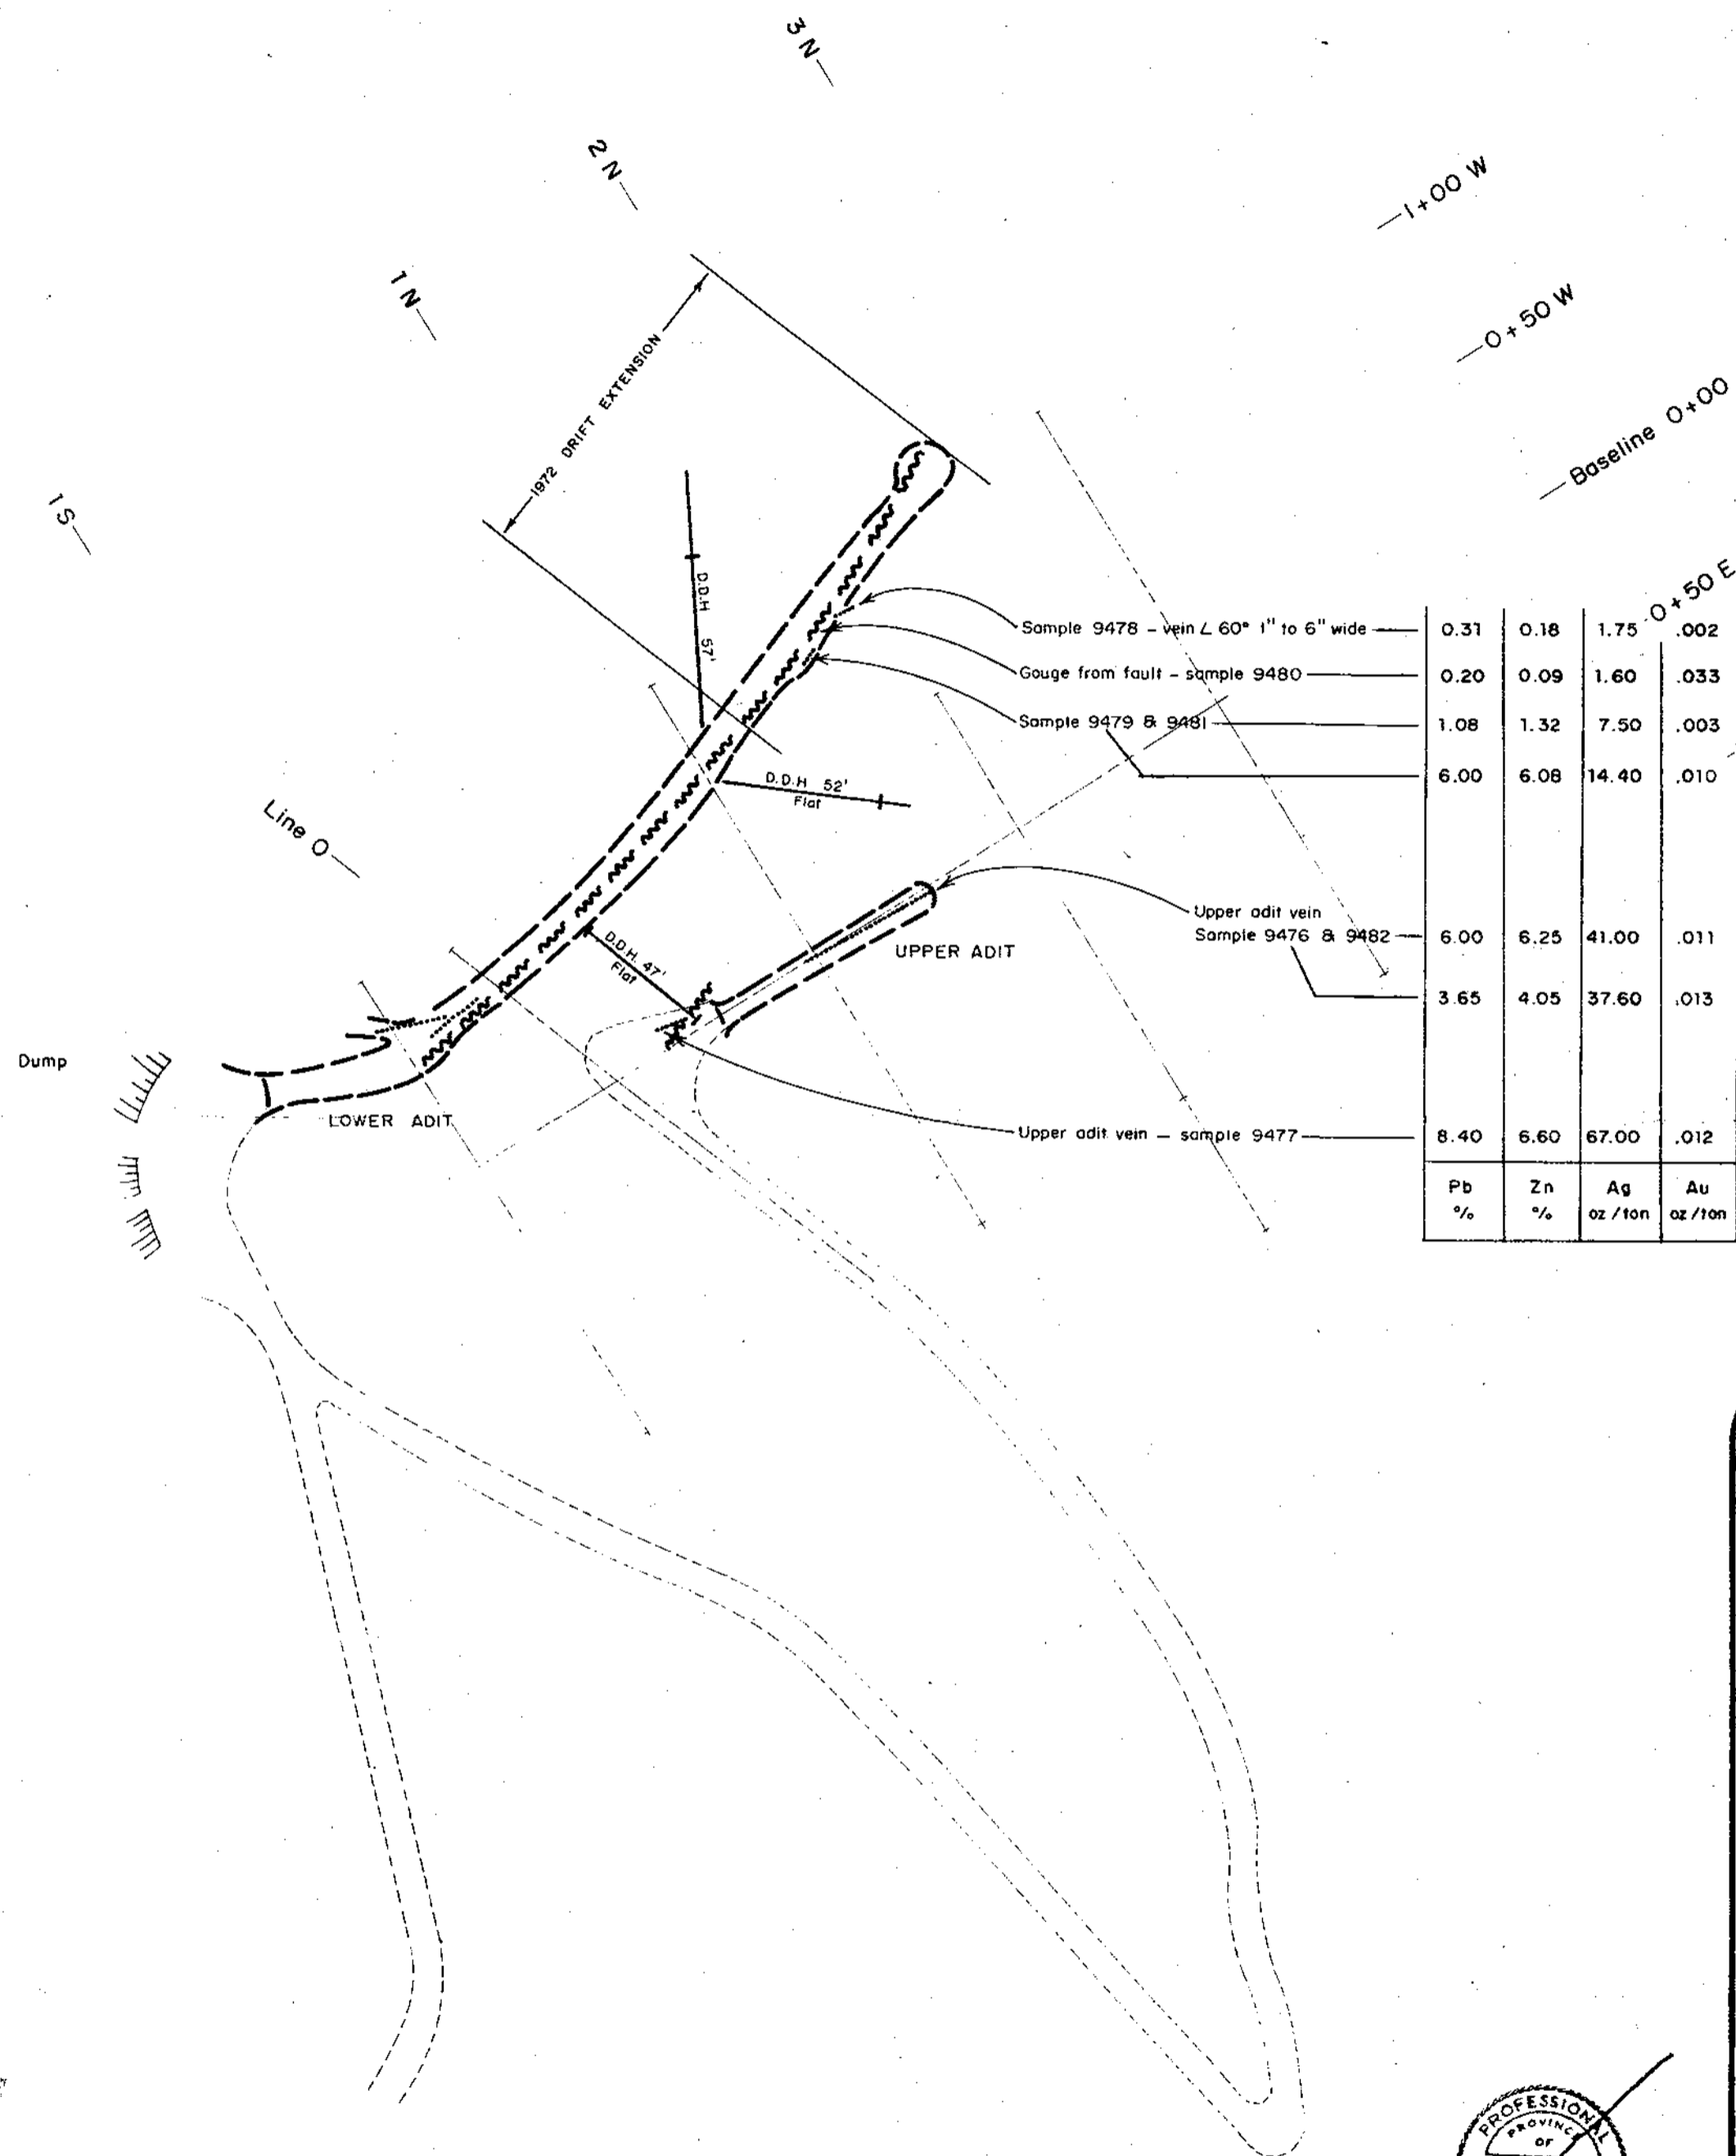 3 N
2 N
1 N
1 S
Line 0
1+00 W
0+50 W
Baseline 0+00
0+50 E
1972 DRIFT EXTENSION
D.D.H 57'
D.D.H 52'
Flat
D.D.H. 47'
Flat
UPPER ADIT
LOWER ADIT
Dump
Sample 9478 – vein ∠ 60° 1" to 6" wide 0.31 0.18 1.75 .002
Gouge from fault – sample 9480 0.20 0.09 1.60 .033
Sample 9479 & 9481 1.08 1.32 7.50 .003
6.00 6.08 14.40 .010
Upper adit vein
Sample 9476 & 9482 6.00 6.25 41.00 .011
3.65 4.05 37.60 .013
Upper adit vein – sample 9477 8.40 6.60 67.00 .012
Pb Zn Ag Au
% % oz/ton oz/ton
PROFESSIONAL
PROVINC
OF